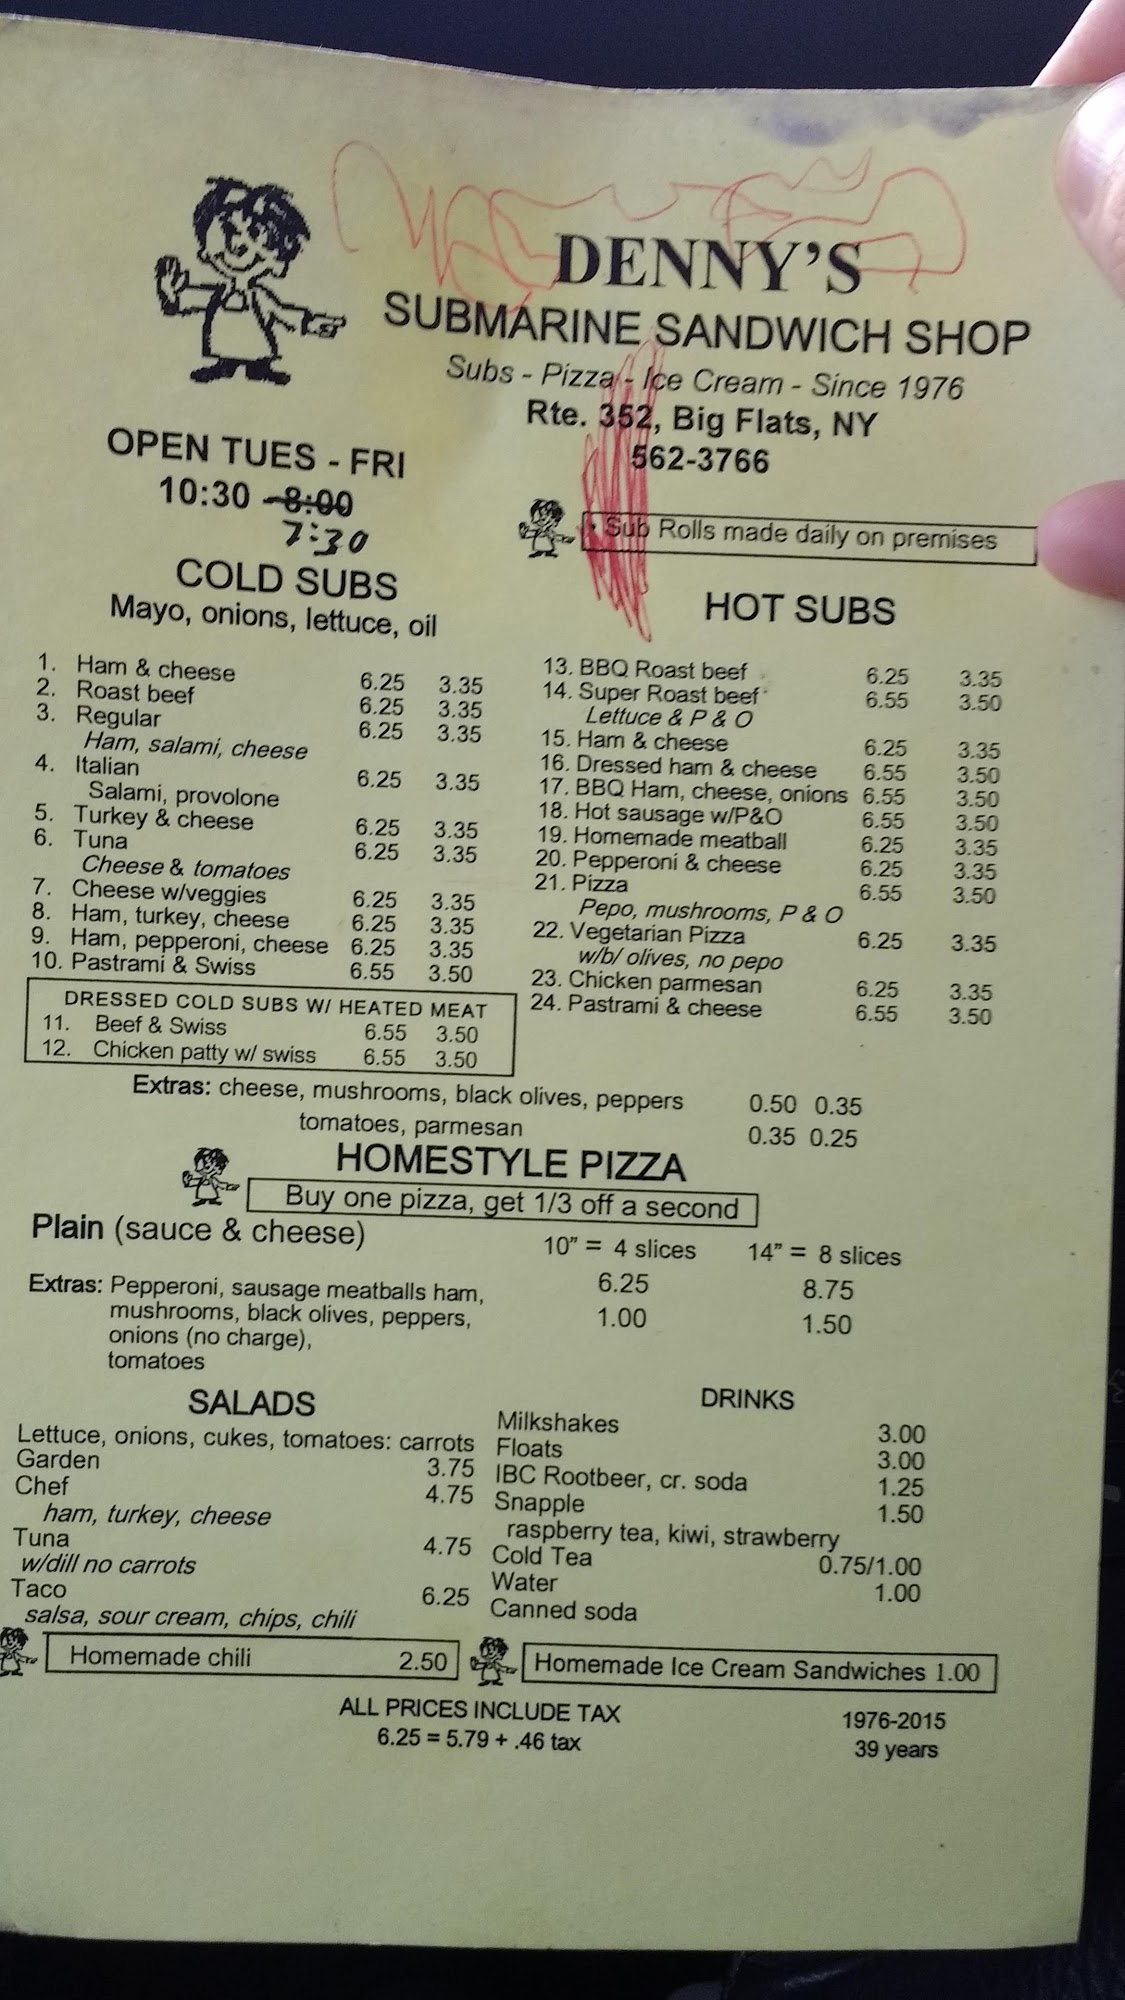 DENNY'S
SUBMARINE SANDWICH SHOP
Subs - Pizza - Ice Cream - Since 1976
Rte. 352, Big Flats, NY
562-3766
OPEN TUES - FRI
10:30 -8:00
7:30
• Sub Rolls made daily on premises
COLD SUBS
Mayo, onions, lettuce, oil
1. Ham & cheese 6.25 3.35
2. Roast beef 6.25 3.35
3. Regular 6.25 3.35
Ham, salami, cheese
4. Italian 6.25 3.35
Salami, provolone
5. Turkey & cheese 6.25 3.35
6. Tuna 6.25 3.35
Cheese & tomatoes
7. Cheese w/veggies 6.25 3.35
8. Ham, turkey, cheese 6.25 3.35
9. Ham, pepperoni, cheese 6.25 3.35
10. Pastrami & Swiss 6.55 3.50
DRESSED COLD SUBS W/ HEATED MEAT
11. Beef & Swiss 6.55 3.50
12. Chicken patty w/ swiss 6.55 3.50
HOT SUBS
13. BBQ Roast beef 6.25 3.35
14. Super Roast beef 6.55 3.50
Lettuce & P & O
15. Ham & cheese 6.25 3.35
16. Dressed ham & cheese 6.55 3.50
17. BBQ Ham, cheese, onions 6.55 3.50
18. Hot sausage w/P&O 6.55 3.50
19. Homemade meatball 6.25 3.35
20. Pepperoni & cheese 6.25 3.35
21. Pizza 6.55 3.50
Pepo, mushrooms, P & O
22. Vegetarian Pizza 6.25 3.35
w/b/ olives, no pepo
23. Chicken parmesan 6.25 3.35
24. Pastrami & cheese 6.55 3.50
Extras: cheese, mushrooms, black olives, peppers 0.50 0.35
tomatoes, parmesan 0.35 0.25
HOMESTYLE PIZZA
Buy one pizza, get 1/3 off a second
Plain (sauce & cheese)
10” = 4 slices 14” = 8 slices
6.25 8.75
Extras: Pepperoni, sausage meatballs ham, 1.00 1.50
mushrooms, black olives, peppers,
onions (no charge),
tomatoes
SALADS
Lettuce, onions, cukes, tomatoes: carrots
Garden 3.75
Chef 4.75
ham, turkey, cheese
Tuna 4.75
w/dill no carrots
Taco 6.25
salsa, sour cream, chips, chili
Homemade chili 2.50
DRINKS
Milkshakes 3.00
Floats 3.00
IBC Rootbeer, cr. soda 1.25
Snapple 1.50
raspberry tea, kiwi, strawberry
Cold Tea 0.75/1.00
Water 1.00
Canned soda
Homemade Ice Cream Sandwiches 1.00
ALL PRICES INCLUDE TAX
6.25 = 5.79 + .46 tax
1976-2015
39 years